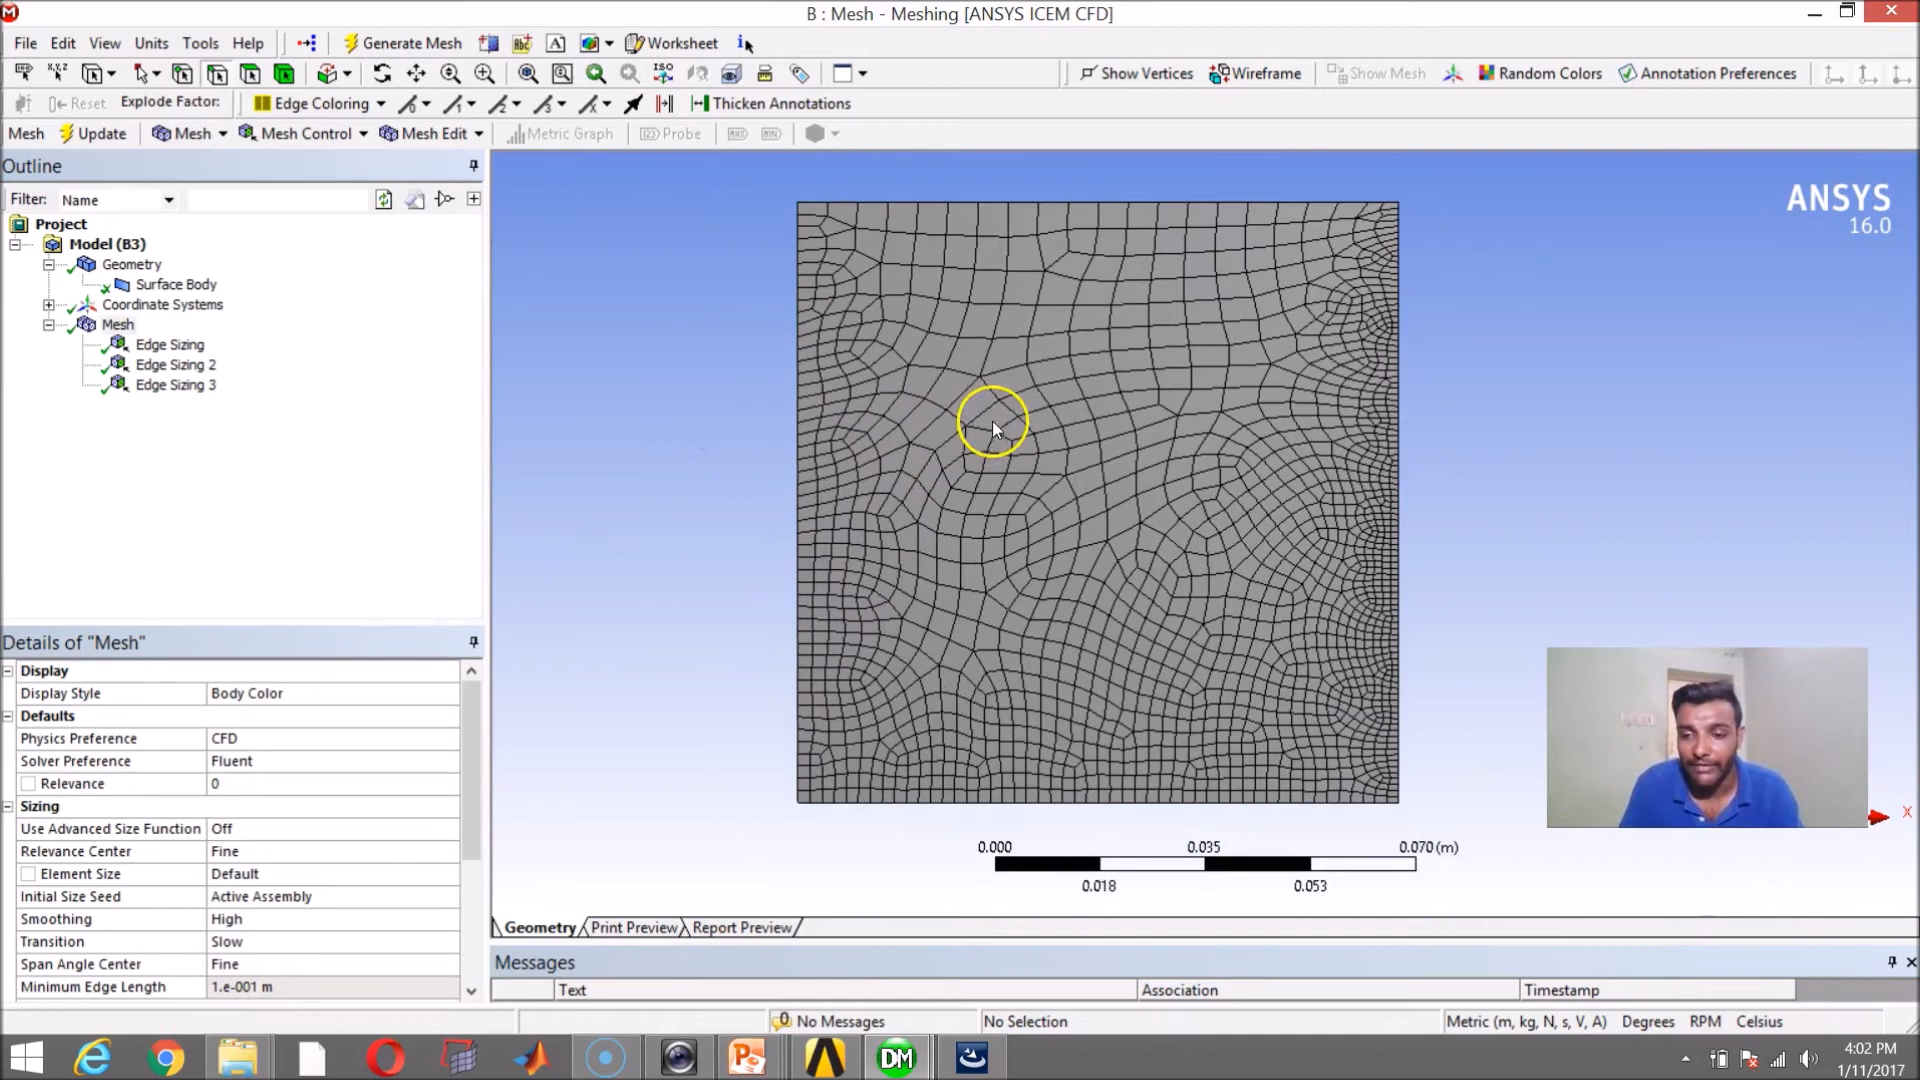 B : Mesh - Meshing [ANSYS ICEM CFD]
File Edit View Units Tools Help Generate Mesh Abc A Worksheet i
X,Y,Z ISO Show Vertices Wireframe Show Mesh Random Colors Annotation Preferences
Reset Explode Factor: Edge Coloring Thicken Annotations
Mesh Update Mesh Mesh Control Mesh Edit Metric Graph Probe MAX MIN
Outline
Filter: Name
Project
Model (B3)
Geometry
Surface Body
Coordinate Systems
Mesh
Edge Sizing
Edge Sizing 2
Edge Sizing 3
ANSYS
16.0
Details of "Mesh"
Display
Display Style Body Color
Defaults
Physics Preference CFD
Solver Preference Fluent
Relevance 0
Sizing
Use Advanced Size Function Off
Relevance Center Fine
Element Size Default
Initial Size Seed Active Assembly
Smoothing High
Transition Slow
Span Angle Center Fine
Minimum Edge Length 1.e-001 m
X
0.000 0.035 0.070 (m)
0.018 0.053
Geometry Print Preview Report Preview
Messages
Text Association Timestamp
No Messages No Selection Metric (m, kg, N, s, V, A) Degrees RPM Celsius
DM
4:02 PM
1/11/2017